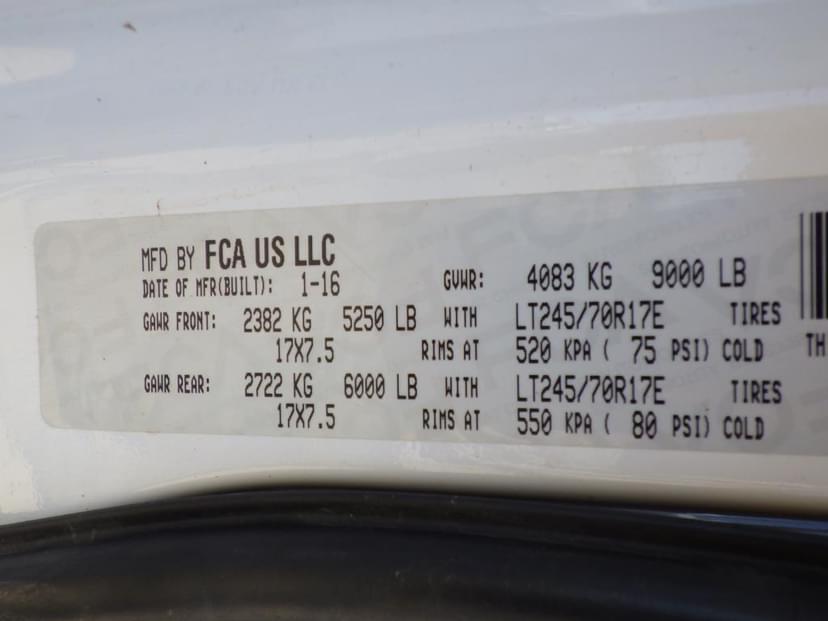 MFD BY FCA US LLC
DATE OF MFR(BUILT): 1-16 GVWR: 4083 KG 9000 LB
GAWR FRONT: 2382 KG 5250 LB WITH LT245/70R17E TIRES
17X7.5 RIMS AT 520 KPA ( 75 PSI) COLD TH
GAWR REAR: 2722 KG 6000 LB WITH LT245/70R17E TIRES
17X7.5 RIMS AT 550 KPA ( 80 PSI) COLD